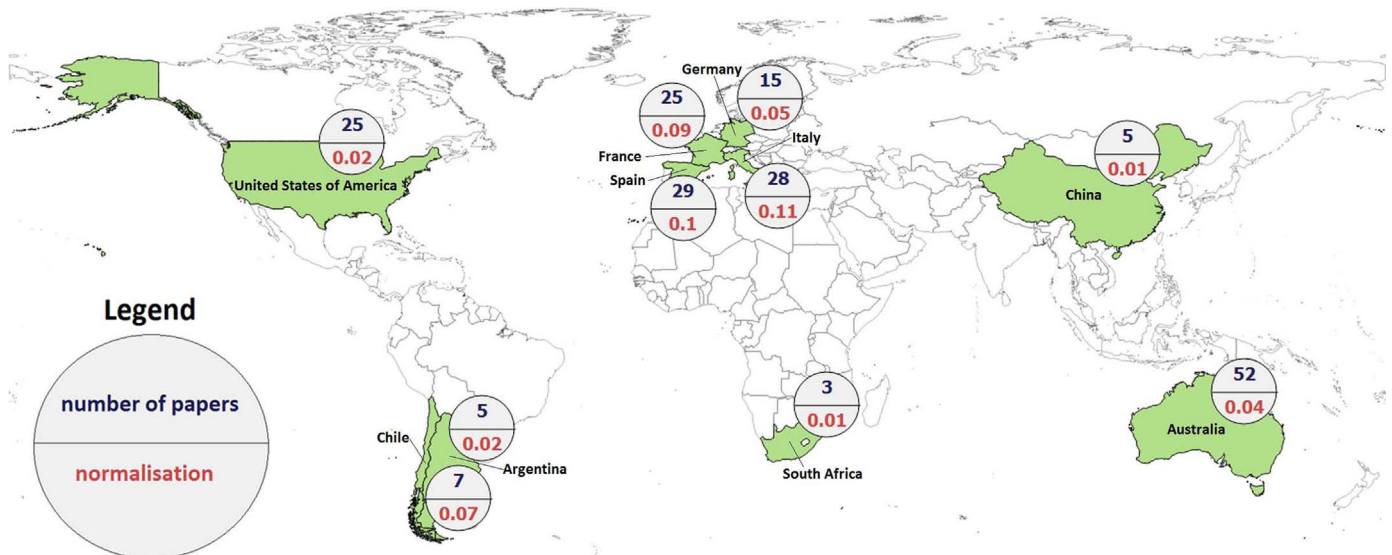 Germany
15
0.05
25
0.09
25
0.02
United States of America
France
Italy
Spain
29
0.1
28
0.11
5
0.01
China
Legend
number of papers
normalisation
Chile
5
0.02
Argentina
7
0.07
3
0.01
South Africa
52
0.04
Australia